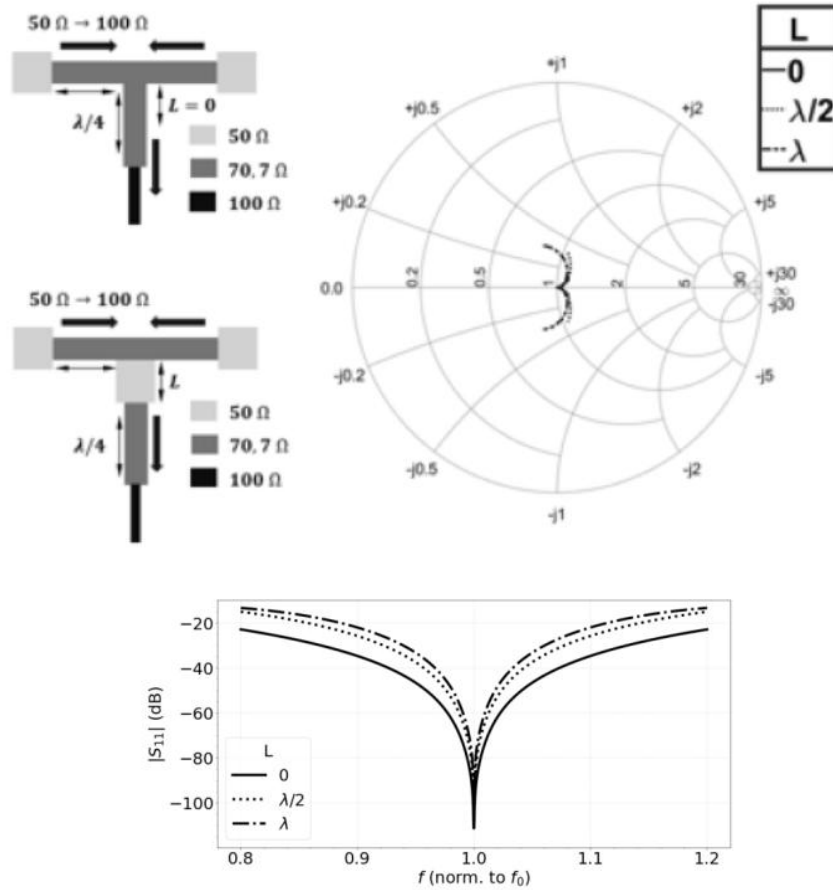 50 Ω → 100 Ω
λ/4
L = 0
50 Ω
70, 7 Ω
100 Ω
50 Ω → 100 Ω
L
λ/4
50 Ω
70, 7 Ω
100 Ω
+j1
+j0.5
+j2
+j0.2
+j5
0.0
0.2
0.5
1
2
5
30
+j30
-j30
-j0.2
-j5
-j0.5
-j2
-j1
L
0
λ/2
λ
|S₁₁| (dB)
−20
−40
−60
−80
−100
L
0
λ/2
λ
0.8
0.9
1.0
1.1
1.2
f (norm. to f₀)